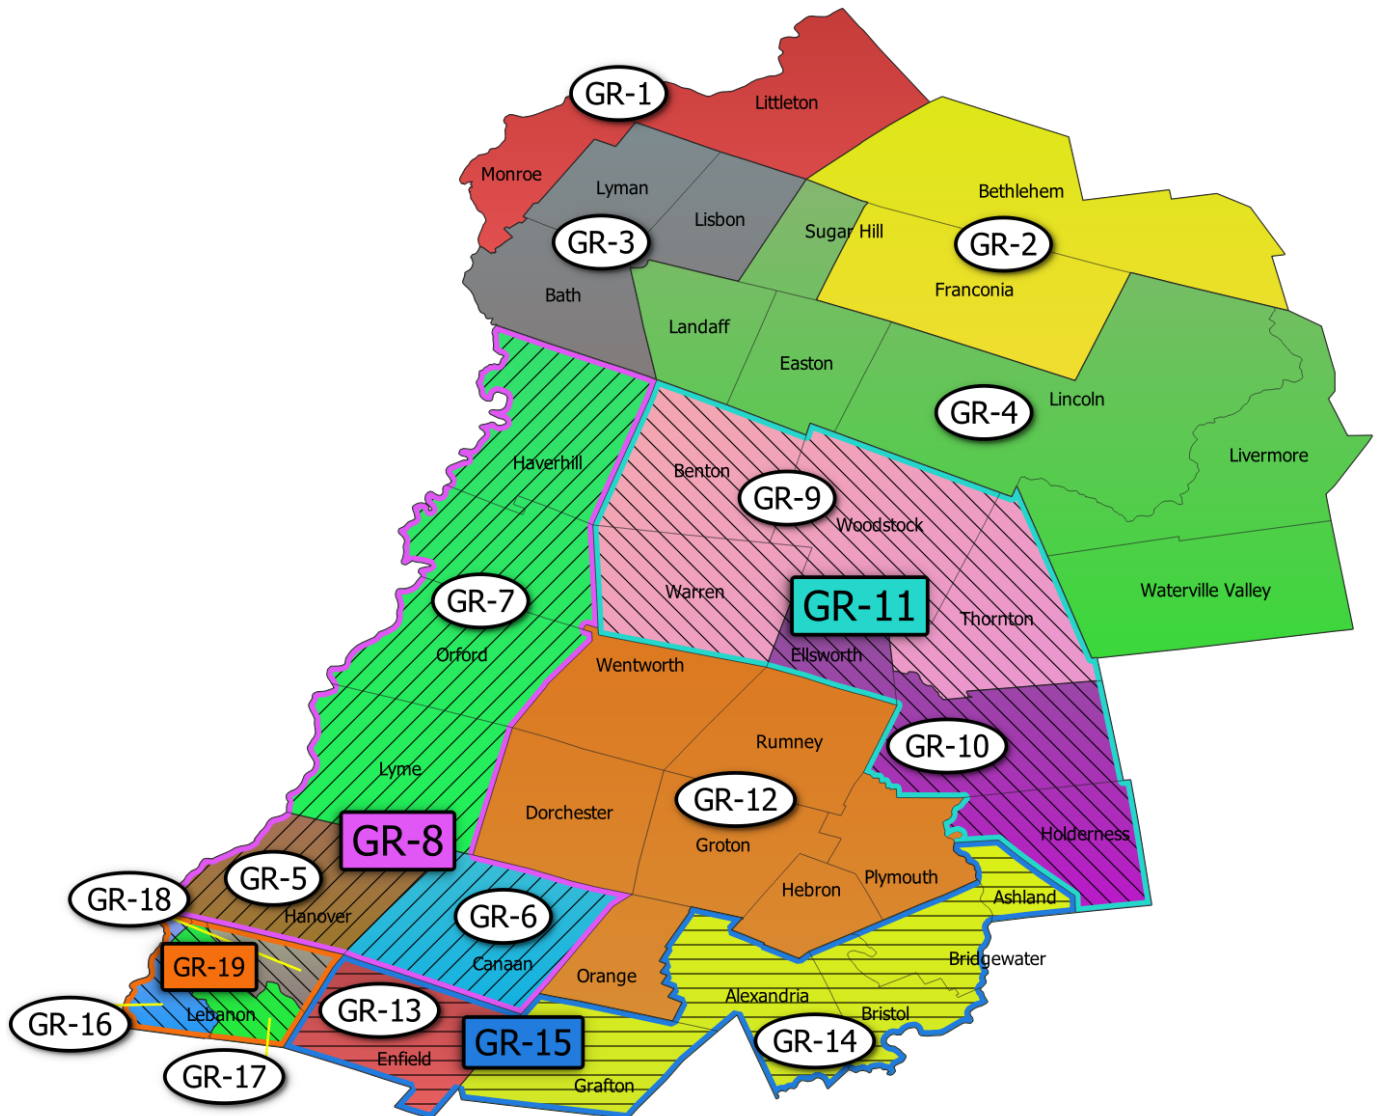 GR-1
Littleton
Monroe
Lyman
Bethlehem
Lisbon
Sugar Hill
GR-3
GR-2
Bath
Franconia
Landaff
Easton
Lincoln
GR-4
Livermore
Haverhill
Benton
GR-9
Woodstock
Warren
Waterville Valley
GR-7
GR-11
Thornton
Orford
Wentworth
Ellsworth
Rumney
GR-10
Lyme
GR-12
Dorchester
GR-8
Groton
Holderness
GR-5
Hebron
Plymouth
GR-18
Hanover
GR-6
Ashland
GR-19
Canaan
Orange
Bridgewater
Alexandria
GR-16
Lebanon
GR-13
Bristol
GR-15
GR-14
Enfield
GR-17
Grafton